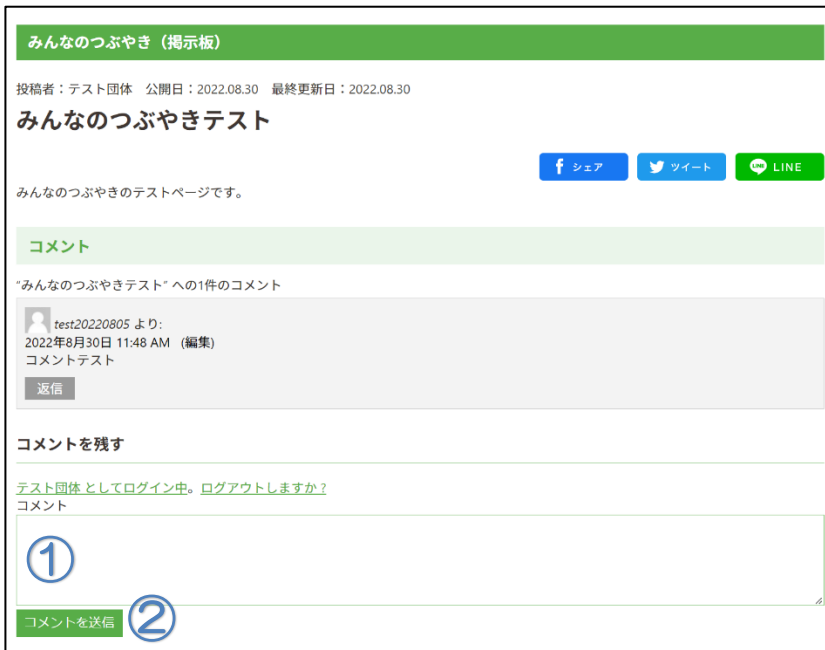 みんなのつぶやき（掲示板）
投稿者：テスト団体　公開日：2022.08.30　最終更新日：2022.08.30
みんなのつぶやきテスト
シェア ツイート LINE LINE
みんなのつぶやきのテストページです。
コメント
“みんなのつぶやきテスト” への1件のコメント
test20220805 より:
2022年8月30日 11:48 AM (編集)
コメントテスト
返信
コメントを残す
テスト団体 としてログイン中。ログアウトしますか ?
コメント
①
コメントを送信 ②